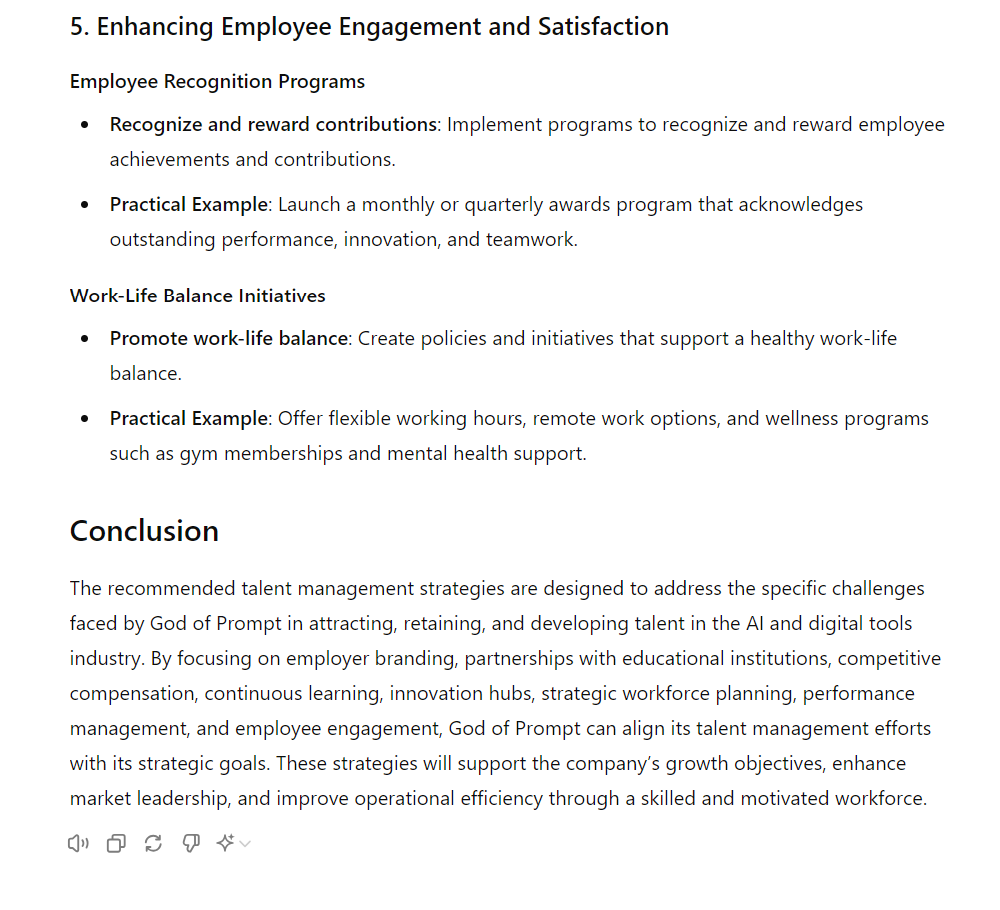 5. Enhancing Employee Engagement and Satisfaction
Employee Recognition Programs
• Recognize and reward contributions: Implement programs to recognize and reward employee
achievements and contributions.
• Practical Example: Launch a monthly or quarterly awards program that acknowledges
outstanding performance, innovation, and teamwork.
Work-Life Balance Initiatives
• Promote work-life balance: Create policies and initiatives that support a healthy work-life
balance.
• Practical Example: Offer flexible working hours, remote work options, and wellness programs
such as gym memberships and mental health support.
Conclusion
The recommended talent management strategies are designed to address the specific challenges
faced by God of Prompt in attracting, retaining, and developing talent in the AI and digital tools
industry. By focusing on employer branding, partnerships with educational institutions, competitive
compensation, continuous learning, innovation hubs, strategic workforce planning, performance
management, and employee engagement, God of Prompt can align its talent management efforts
with its strategic goals. These strategies will support the company’s growth objectives, enhance
market leadership, and improve operational efficiency through a skilled and motivated workforce.